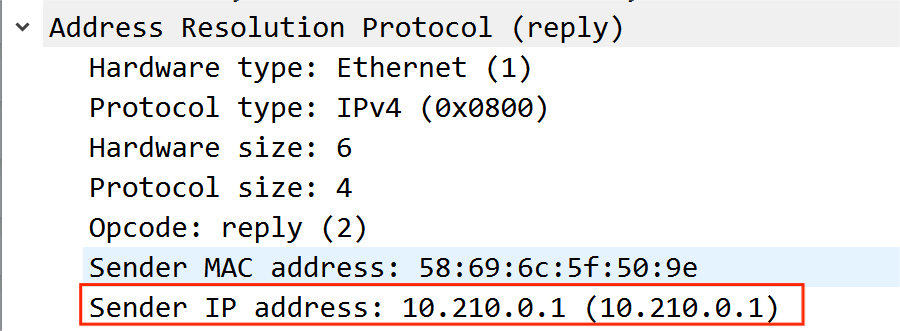 Address Resolution Protocol (reply)
Hardware type: Ethernet (1)
Protocol type: IPv4 (0x0800)
Hardware size: 6
Protocol size: 4
Opcode: reply (2)
Sender MAC address: 58:69:6c:5f:50:9e
Sender IP address: 10.210.0.1 (10.210.0.1)